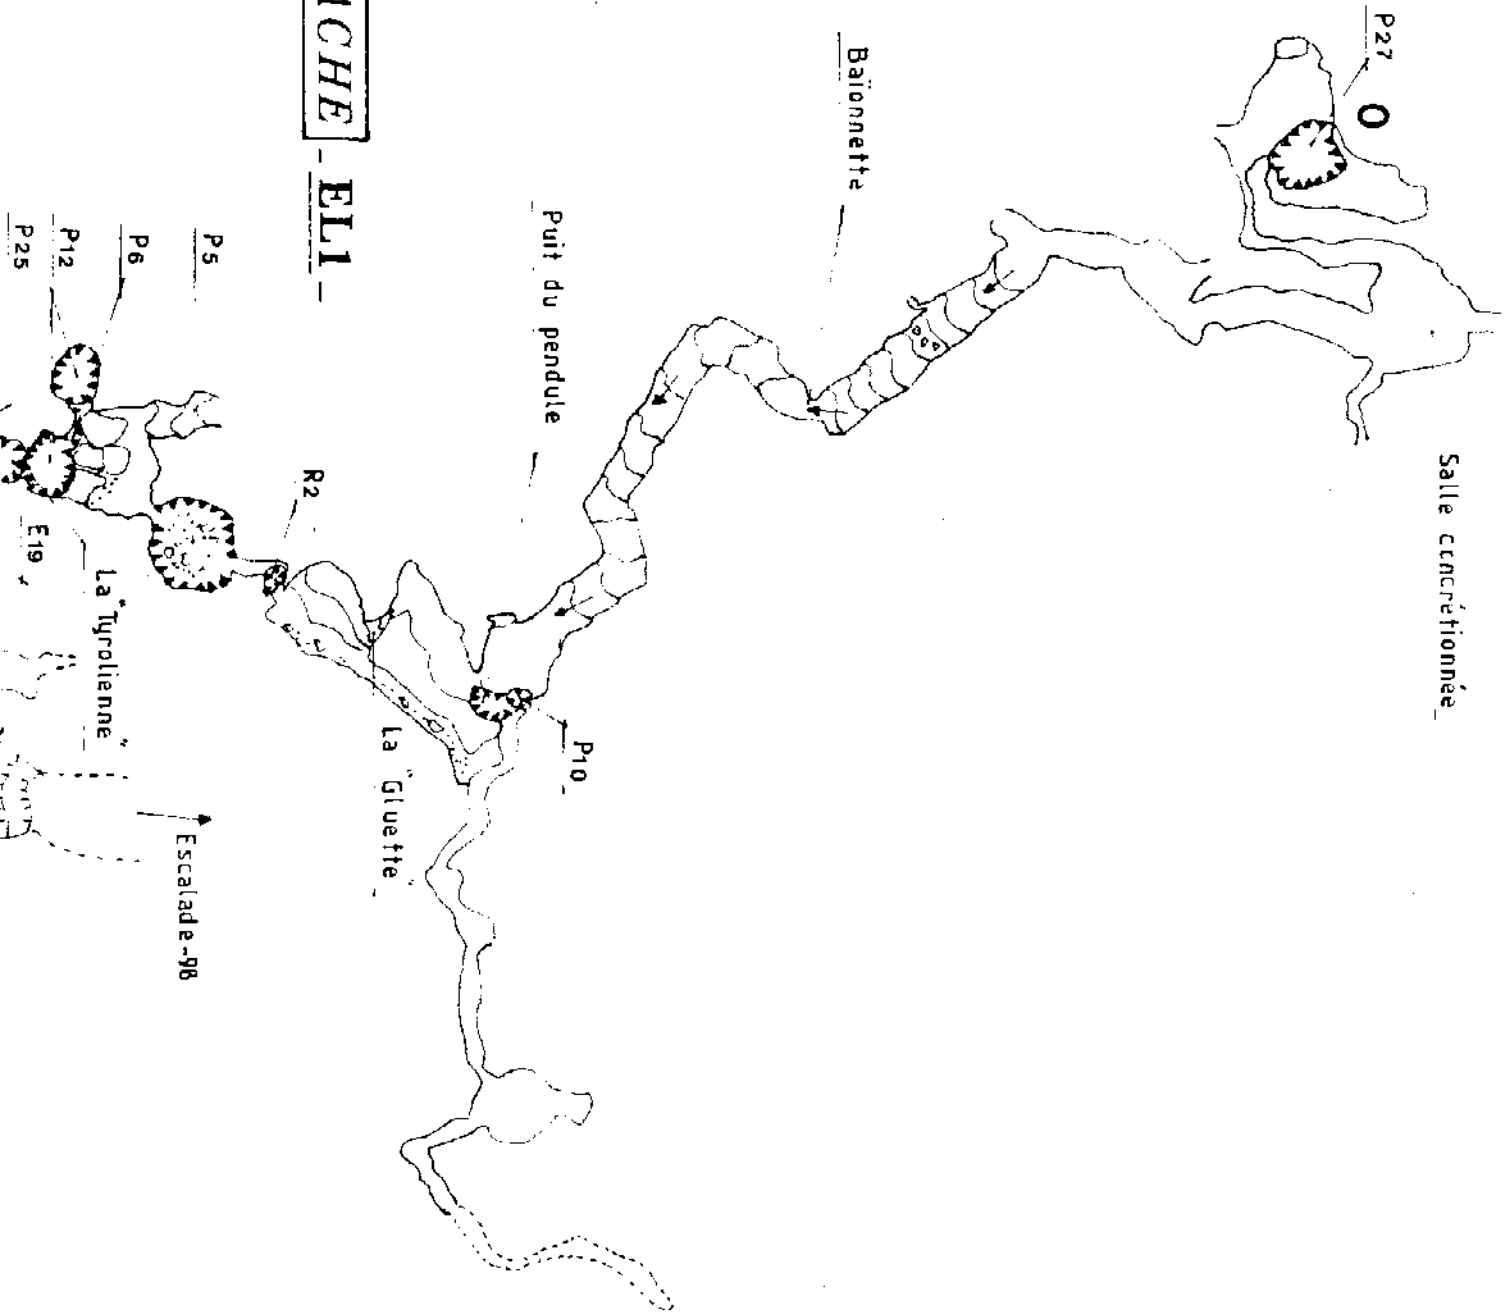 P27
O
Salle concrétionnée
Baïonnette
Puit du pendule
ICHE EL1
P5
P6
P12
P25
R2
P10
E19
La "Tyrolienne"
La "Gluette"
Escalade-98